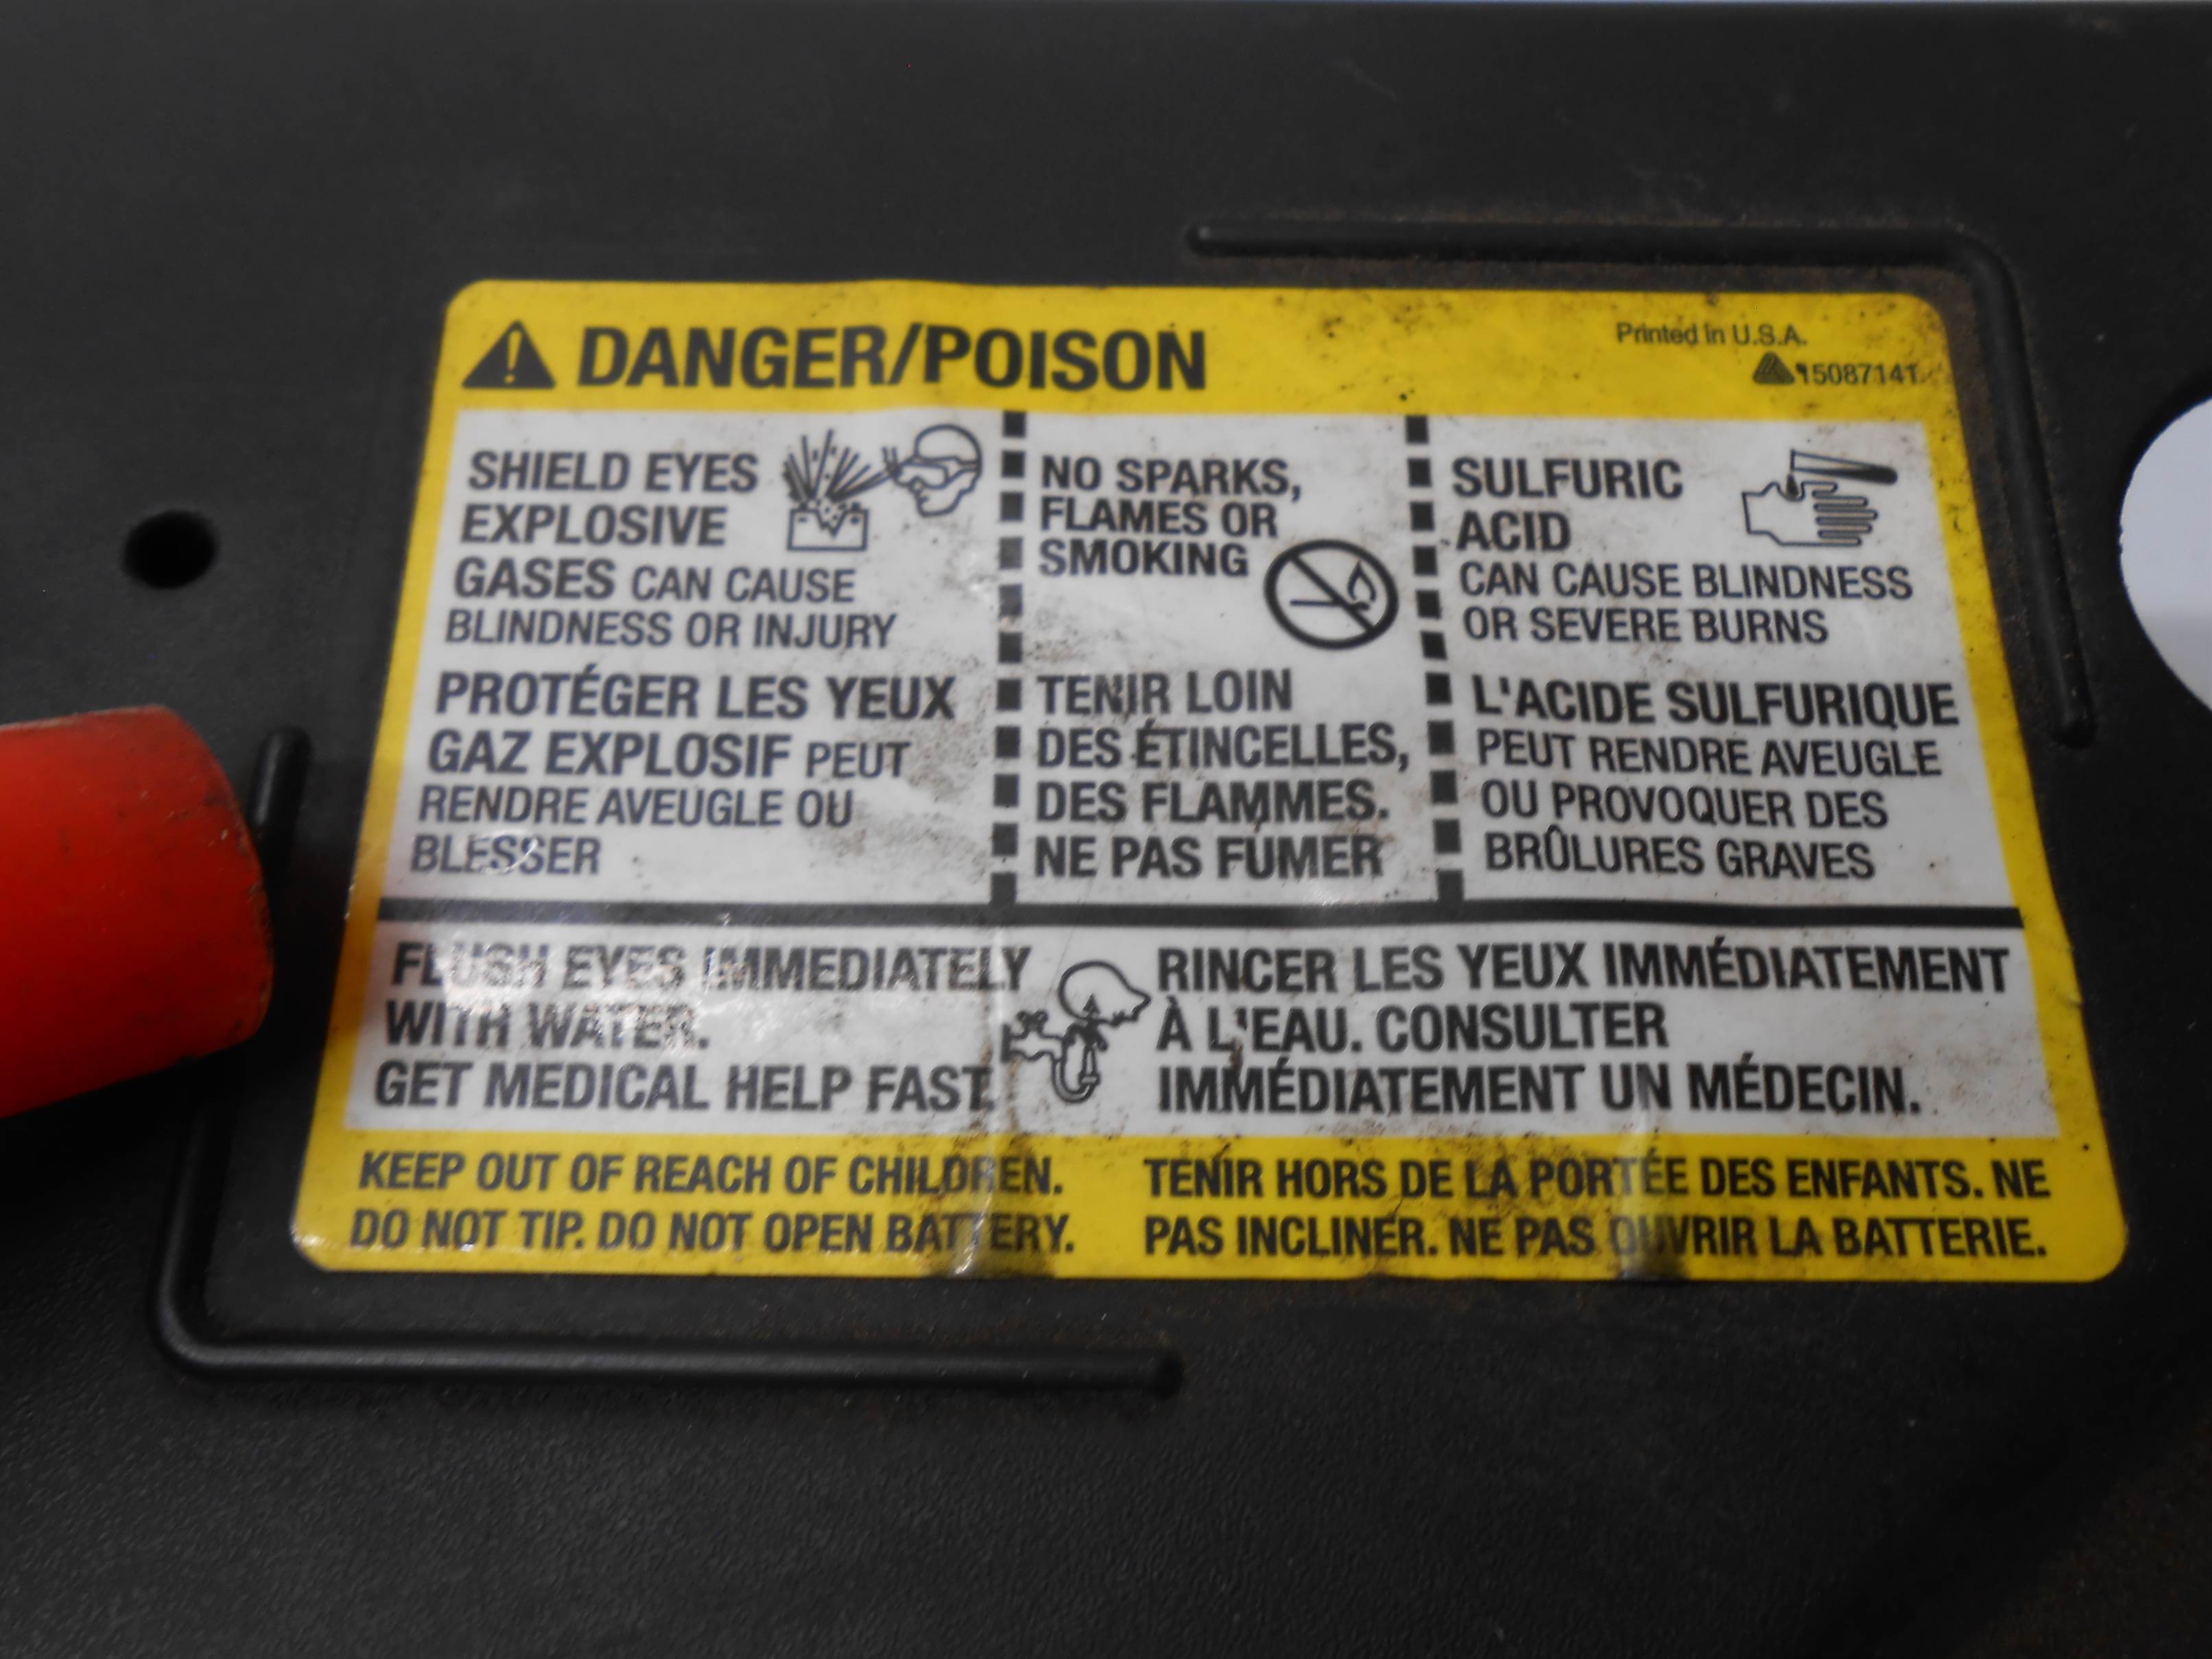 DANGER/POISON
Printed in U.S.A.
15087141
SHIELD EYES
EXPLOSIVE
GASES CAN CAUSE
BLINDNESS OR INJURY
PROTÉGER LES YEUX
GAZ EXPLOSIF PEUT
RENDRE AVEUGLE OU
BLESSER
NO SPARKS,
FLAMES OR
SMOKING
TENIR LOIN
DES ÉTINCELLES,
DES FLAMMES.
NE PAS FUMER
SULFURIC
ACID
CAN CAUSE BLINDNESS
OR SEVERE BURNS
L'ACIDE SULFURIQUE
PEUT RENDRE AVEUGLE
OU PROVOQUER DES
BRÛLURES GRAVES
FLUSH EYES IMMEDIATELY
WITH WATER.
GET MEDICAL HELP FAST.
RINCER LES YEUX IMMÉDIATEMENT
À L'EAU. CONSULTER
IMMÉDIATEMENT UN MÉDECIN.
KEEP OUT OF REACH OF CHILDREN.
DO NOT TIP. DO NOT OPEN BATTERY.
TENIR HORS DE LA PORTÉE DES ENFANTS. NE
PAS INCLINER. NE PAS OUVRIR LA BATTERIE.